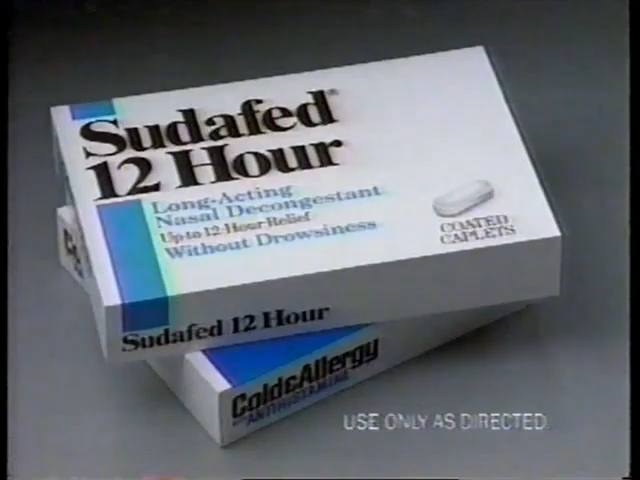 Sudafed®
12 Hour
Long-Acting
Nasal Decongestant
Up to 12-Hour Relief
Without Drowsiness
COATED
CAPLETS
Sudafed 12 Hour
Cold&Allergy
ANTIHISTAMINE
USE ONLY AS DIRECTED.